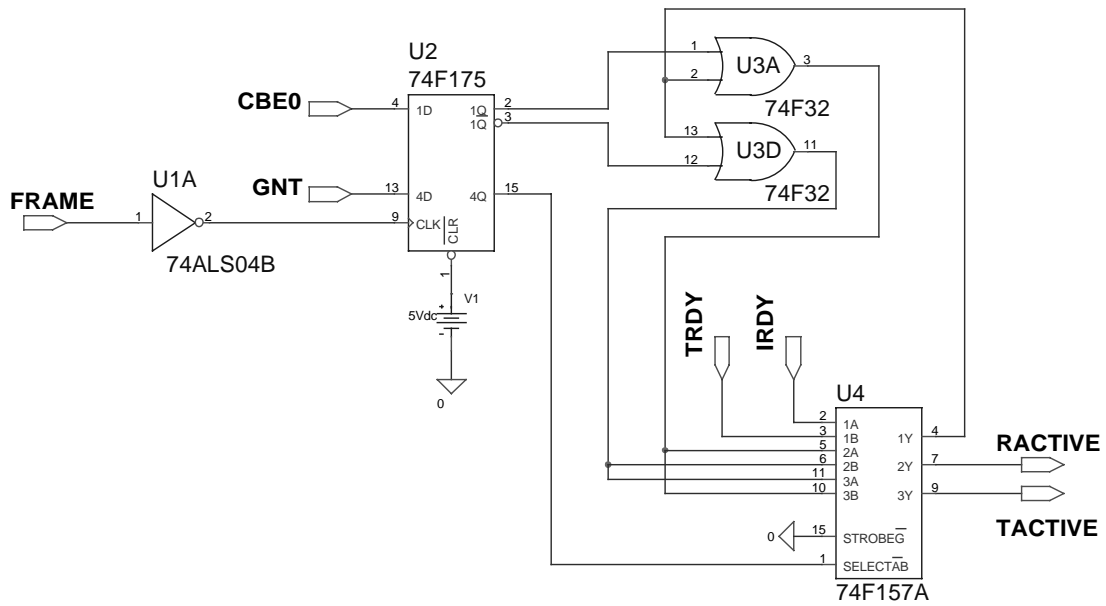 U2
74F175
CBE0
4
1D
1Q
2
1Q
3
GNT
13
4D
4Q
15
9
CLK
CLR
1
FRAME
U1A
1
2
74ALS04B
5Vdc
+
-
V1
0
1
2
U3A
3
74F32
13
12
U3D
11
74F32
TRDY
IRDY
U4
2
1A
3
1B
5
2A
6
2B
11
3A
10
3B
1Y
4
2Y
7
3Y
9
RACTIVE
TACTIVE
0
15
STROBEG
1
SELECTAB
74F157A